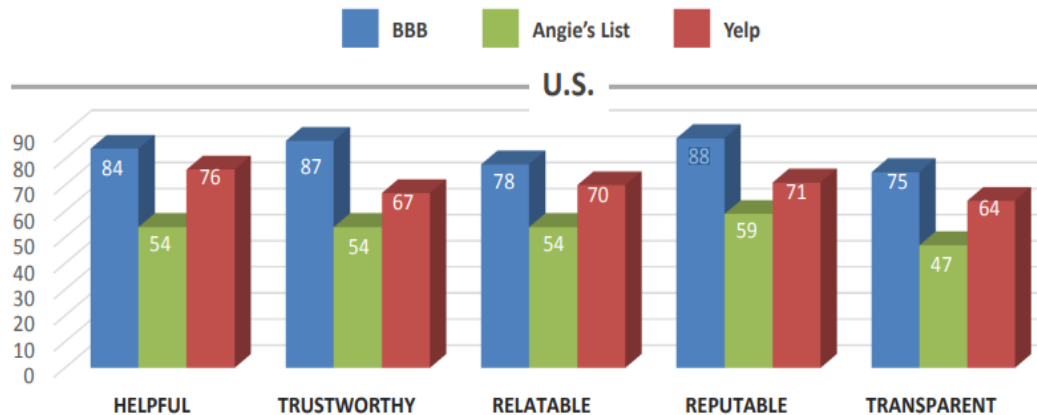 BBB Angie's List Yelp
U.S.
90
80
70
60
50
40
30
20
10
0
84 54 76
87 54 67
78 54 70
88 59 71
75 47 64
HELPFUL TRUSTWORTHY RELATABLE REPUTABLE TRANSPARENT